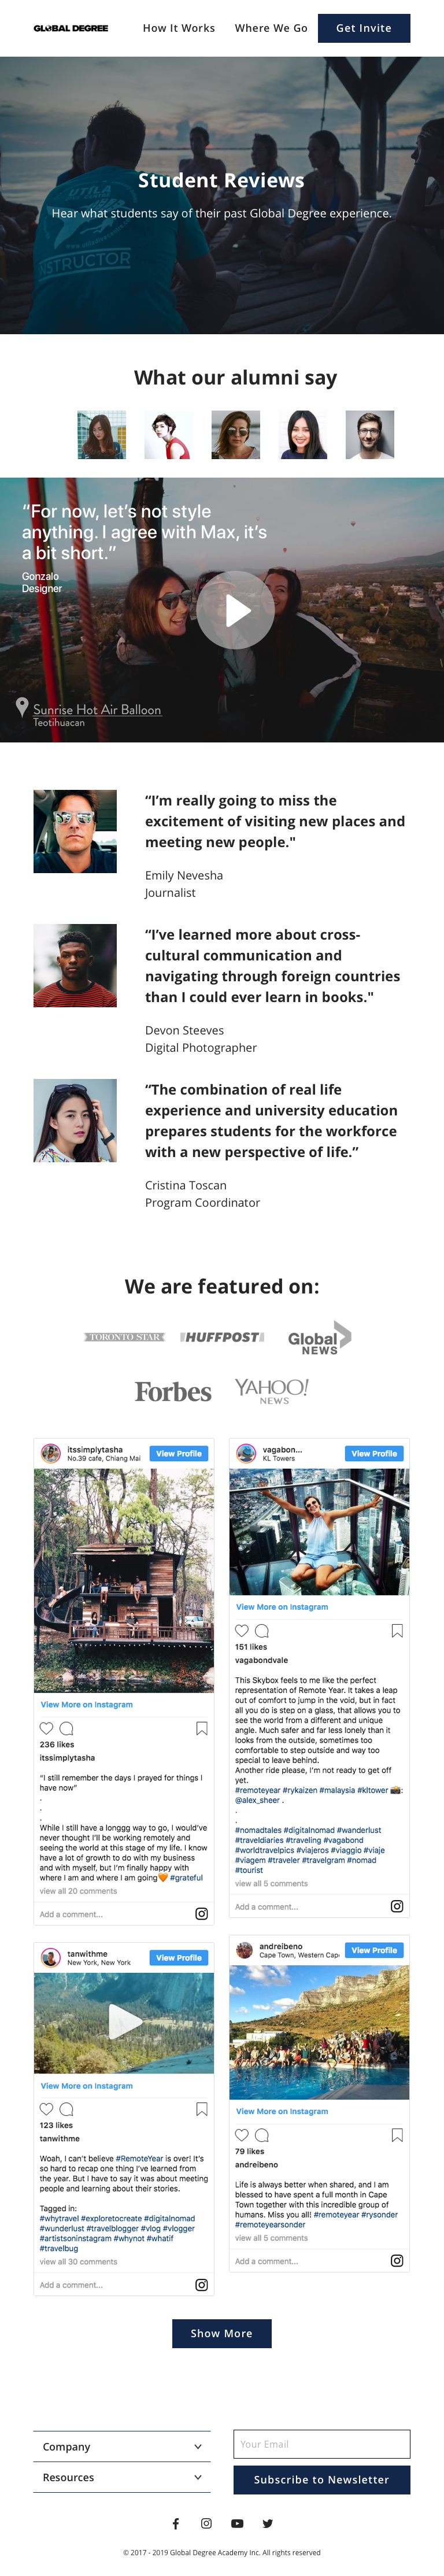 GLOBAL DEGREE
How It Works
Where We Go
Get Invite
Student Reviews
Hear what students say of their past Global Degree experience.
UTILA
INSTRUCTOR
What our alumni say
“For now, let’s not style
anything. I agree with Max, it’s
a bit short.”
Gonzalo
Designer
Sunrise Hot Air Balloon
Teotihuacan
“I’m really going to miss the
excitement of visiting new places and
meeting new people."
Emily Nevesha
Journalist
“I’ve learned more about cross-
cultural communication and
navigating through foreign countries
than I could ever learn in books."
Devon Steeves
Digital Photographer
“The combination of real life
experience and university education
prepares students for the workforce
with a new perspective of life.”
Cristina Toscan
Program Coordinator
We are featured on:
TORONTO STAR
HUFFPOST
Global
NEWS
Forbes
YAHOO!
NEWS
itssimplytasha
No.39 cafe, Chiang Mai
View Profile
View More on Instagram
236 likes
itssimplytasha
“I still remember the days I prayed for things I
have now”
.
.
.
While I still have a longgg way to go, I would’ve
never thought I’ll be working remotely and
seeing the world at this stage of my life. I know
have a lot of growth to do with my business
and with myself, but I’m finally happy with
where I am and where I am going🧡 #grateful
view all 20 comments
Add a comment...
vagabon...
KL Towers
View Profile
View More on Instagram
151 likes
vagabondvale
This Skybox feels to me like the perfect
representation of Remote Year. It takes a leap
out of comfort to jump in the void, but in fact
all you do is step on a glass, that allows you to
see the world from a different and unique
angle. Much safer and far less lonely than it
looks from the outside, sometimes too
comfortable to step outside and way too
special to leave behind.
Another ride please, I’m not ready to get off
yet.
#remoteyear #rykaizen #malaysia #kltower 📸:
@alex_sheer .
.
.
#nomadtales #digitalnomad #wanderlust
#traveldiaries #traveling #vagabond
#worldtravelpics #viajeros #viaggio #viaje
#viagem #traveler #travelgram #nomad
#tourist
view all 5 comments
Add a comment...
tanwithme
New York, New York
View Profile
View More on Instagram
123 likes
tanwithme
Woah, I can’t believe #RemoteYear is over! It’s
so hard to recap one thing I’ve learned from
the year. But I have to say it was about meeting
people and learning about their stories.
Tagged in:
#whytravel #exploretocreate #digitalnomad
#wunderlust #travelblogger #vlog #vlogger
#artistsoninstagram #whynot #whatif
#travelbug
view all 30 comments
Add a comment...
andreibeno
Cape Town, Western Cap
View Profile
View More on Instagram
79 likes
andreibeno
Life is always better when shared, and I am
blessed to have spent a full month in Cape
Town together with this incredible group of
humans. Miss you all! #remoteyear #rysonder
#remoteyearsonder
view all 5 comments
Add a comment...
Show More
Company
Resources
Your Email
Subscribe to Newsletter
© 2017 - 2019 Global Degree Academy Inc. All rights reserved